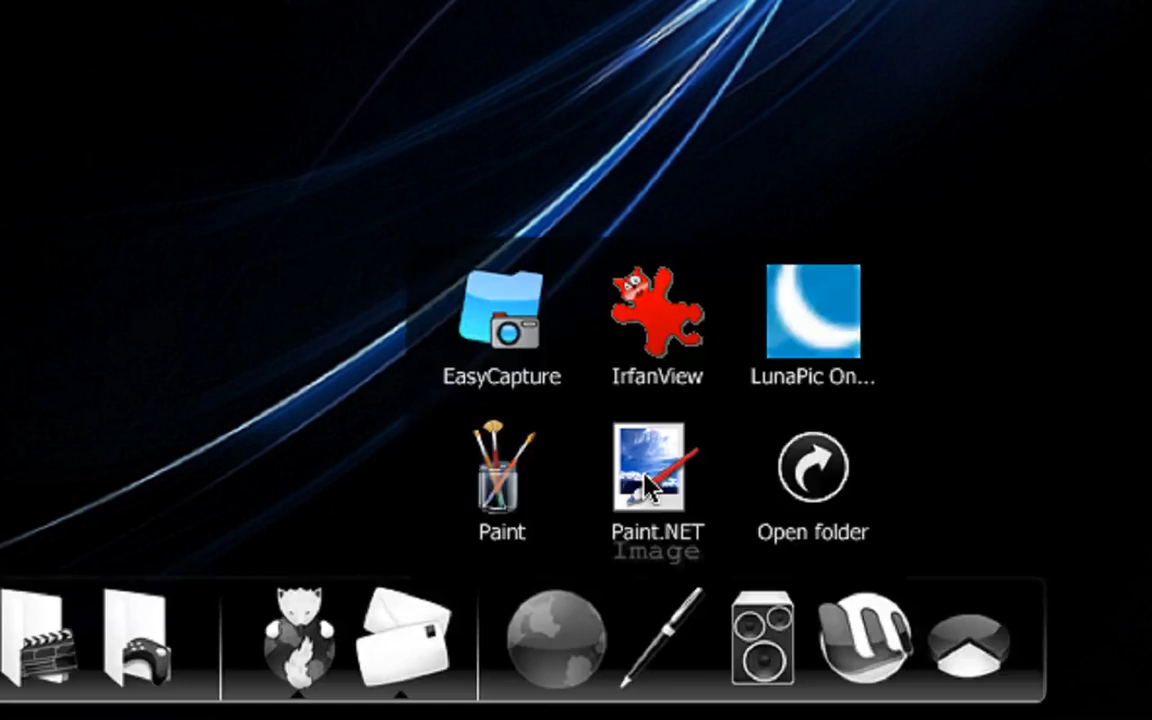 EasyCapture
IrfanView
LunaPic On...
Paint
Paint.NET
Open folder
Image